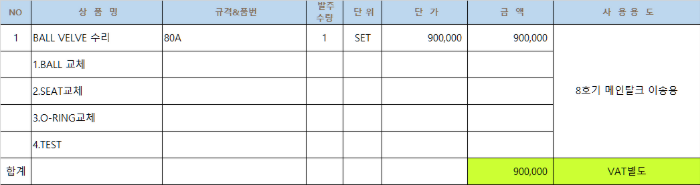 NO 상 품 명 규격&품번 발주 수량 단 위 단 가 금 액 사 용 용 도
1 BALL VELVE 수리 80A 1 SET 900,000 900,000
1.BALL 교체
2.SEAT교체
8호기 메인탈크 이송용
3.O-RING교체
4.TEST
합계 900,000 VAT별도